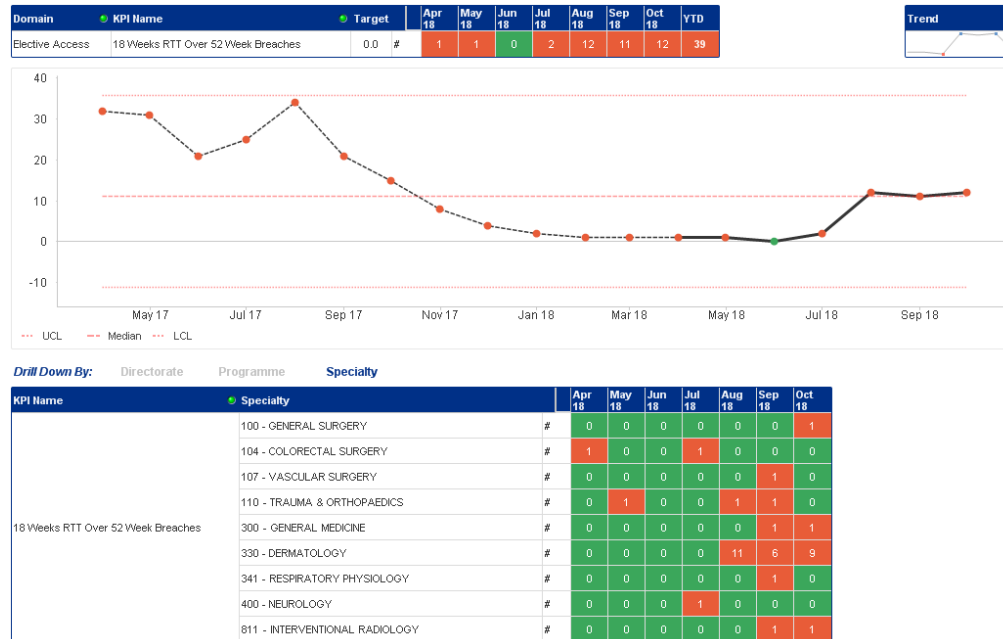 Domain KPI Name Target Apr 18 May 18 Jun 18 Jul 18 Aug 18 Sep 18 Oct 18 YTD
Elective Access 18 Weeks RTT Over 52 Week Breaches 0.0 # 1 1 0 2 12 11 12 39
Trend
40
30
20
10
0
-10
May 17 Jul 17 Sep 17 Nov 17 Jan 18 Mar 18 May 18 Jul 18 Sep 18
UCL Median LCL
Drill Down By: Directorate Programme Specialty
KPI Name Specialty Apr 18 May 18 Jun 18 Jul 18 Aug 18 Sep 18 Oct 18
100 - GENERAL SURGERY # 0 0 0 0 0 0 1
104 - COLORECTAL SURGERY # 1 0 0 1 0 0 0
107 - VASCULAR SURGERY # 0 0 0 0 0 1 0
110 - TRAUMA & ORTHOPAEDICS # 0 1 0 0 1 1 0
18 Weeks RTT Over 52 Week Breaches 300 - GENERAL MEDICINE # 0 0 0 0 0 1 1
330 - DERMATOLOGY # 0 0 0 0 11 6 9
341 - RESPIRATORY PHYSIOLOGY # 0 0 0 0 0 1 0
400 - NEUROLOGY # 0 0 0 1 0 0 0
811 - INTERVENTIONAL RADIOLOGY # 0 0 0 0 0 1 1